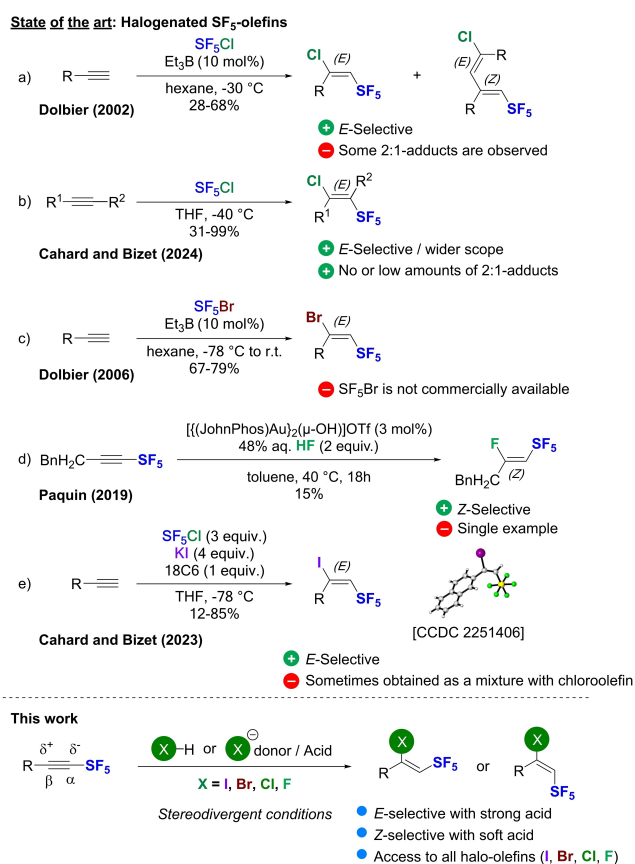 State of the art: Halogenated SF5-olefins
a)
R
SF5Cl
Et3B (10 mol%)
hexane, -30 °C
28-68%
Dolbier (2002)
Cl
(E)
R
SF5
+
Cl
R
(E)
(Z)
R
SF5
+ E-Selective
− Some 2:1-adducts are observed
b)
R1
R2
SF5Cl
THF, -40 °C
31-99%
Cahard and Bizet (2024)
Cl
R2
(E)
R1
SF5
+ E-Selective / wider scope
+ No or low amounts of 2:1-adducts
c)
R
SF5Br
Et3B (10 mol%)
hexane, -78 °C to r.t.
67-79%
Dolbier (2006)
Br
(E)
R
SF5
− SF5Br is not commercially available
d)
BnH2C
SF5
[{(JohnPhos)Au}2(μ-OH)]OTf (3 mol%)
48% aq. HF (2 equiv.)
toluene, 40 °C, 18h
15%
Paquin (2019)
F
SF5
BnH2C
(Z)
+ Z-Selective
− Single example
e)
R
SF5Cl (3 equiv.)
KI (4 equiv.)
18C6 (1 equiv.)
THF, -78 °C
12-85%
Cahard and Bizet (2023)
I
(E)
R
SF5
[CCDC 2251406]
+ E-Selective
− Sometimes obtained as a mixture with chloroolefin
This work
δ+ δ-
R
SF5
β α
X-H or X⊖ donor / Acid
X = I, Br, Cl, F
Stereodivergent conditions
X
R
SF5
or
X
R
SF5
E-selective with strong acid
Z-selective with soft acid
Access to all halo-olefins (I, Br, Cl, F)